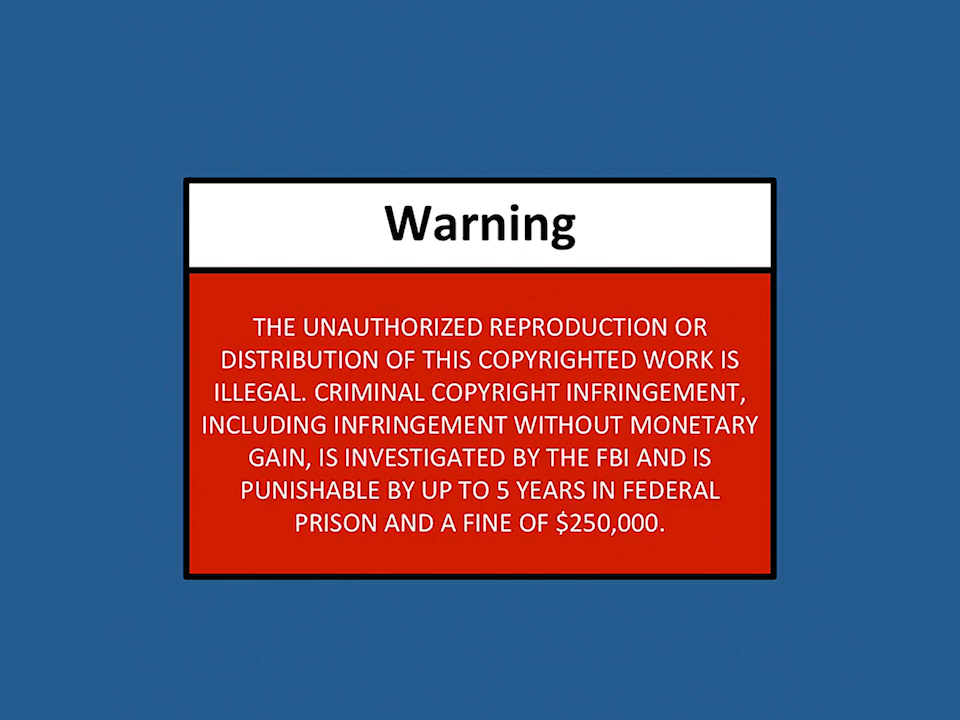 Warning
THE UNAUTHORIZED REPRODUCTION OR
DISTRIBUTION OF THIS COPYRIGHTED WORK IS
ILLEGAL. CRIMINAL COPYRIGHT INFRINGEMENT,
INCLUDING INFRINGEMENT WITHOUT MONETARY
GAIN, IS INVESTIGATED BY THE FBI AND IS
PUNISHABLE BY UP TO 5 YEARS IN FEDERAL
PRISON AND A FINE OF $250,000.